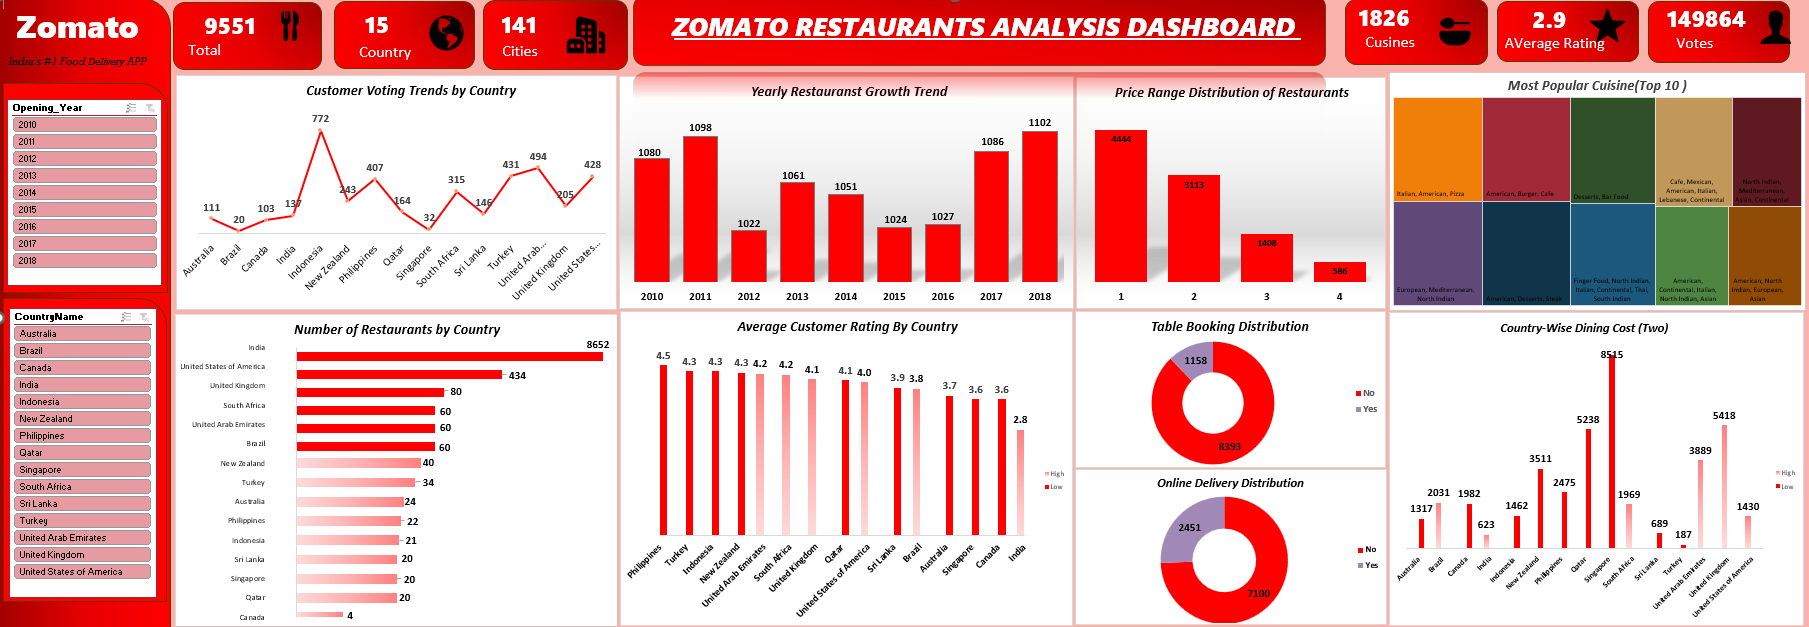 Zomato
India's #1 Food Delivery APP
9551
Total
15
Country
141
Cities
ZOMATO RESTAURANTS ANALYSIS DASHBOARD
1826
Cusines
2.9
AVerage Rating
149864
Votes
Opening_Year
2010
2011
2012
2013
2014
2015
2016
2017
2018
CountryName
Australia
Brazil
Canada
India
Indonesia
New Zealand
Philippines
Qatar
Singapore
South Africa
Sri Lanka
Turkey
United Arab Emirates
United Kingdom
United States of America
Customer Voting Trends by Country
111
20
103
137
772
243
407
164
32
315
146
431
494
205
428
Australia
Brazil
Canada
India
Indonesia
New Zealand
Philippines
Qatar
Singapore
South Africa
Sri Lanka
Turkey
United Arab...
United Kingdom
United States...
Yearly Restauranst Growth Trend
1080
1098
1022
1061
1051
1024
1027
1086
1102
2010
2011
2012
2013
2014
2015
2016
2017
2018
Price Range Distribution of Restaurants
4444
3113
1408
586
1
2
3
4
Most Popular Cuisine(Top 10 )
Italian, American, Pizza
American, Burger, Cafe
Desserts, Bar Food
Cafe, Mexican,
American, Italian,
Lebanese, Continental
North Indian,
Mediterranean,
Asian, Continental
European, Mediterranean,
North Indian
American, Desserts, Steak
Finger Food, North Indian,
Italian, Continental, Thai,
South Indian
American,
Continental, Italian,
North Indian, Asian
American, North
Indian, European,
Asian
Number of Restaurants by Country
India
8652
United States of America
434
United Kingdom
80
South Africa
60
United Arab Emirates
60
Brazil
60
New Zealand
40
Turkey
34
Australia
24
Philippines
22
Indonesia
21
Sri Lanka
20
Singapore
20
Qatar
20
Canada
4
Average Customer Rating By Country
4.5
4.3
4.3
4.3
4.2
4.2
4.1
4.1
4.0
3.9
3.8
3.7
3.6
3.6
2.8
Philippines
Turkey
Indonesia
New Zealand
United Arab Emirates
South Africa
United Kingdom
Qatar
United States of America
Sri Lanka
Brazil
Australia
Singapore
Canada
India
High
Low
Table Booking Distribution
1158
8393
No
Yes
Online Delivery Distribution
2451
7100
No
Yes
Country-Wise Dining Cost (Two)
1317
2031
1982
623
1462
3511
2475
5238
8515
1969
689
187
3889
5418
1430
Australia
Brazil
Canada
India
Indonesia
New Zealand
Philippines
Qatar
Singapore
South Africa
Sri Lanka
Turkey
United Arab Emirates
United Kingdom
United States of America
High
Low